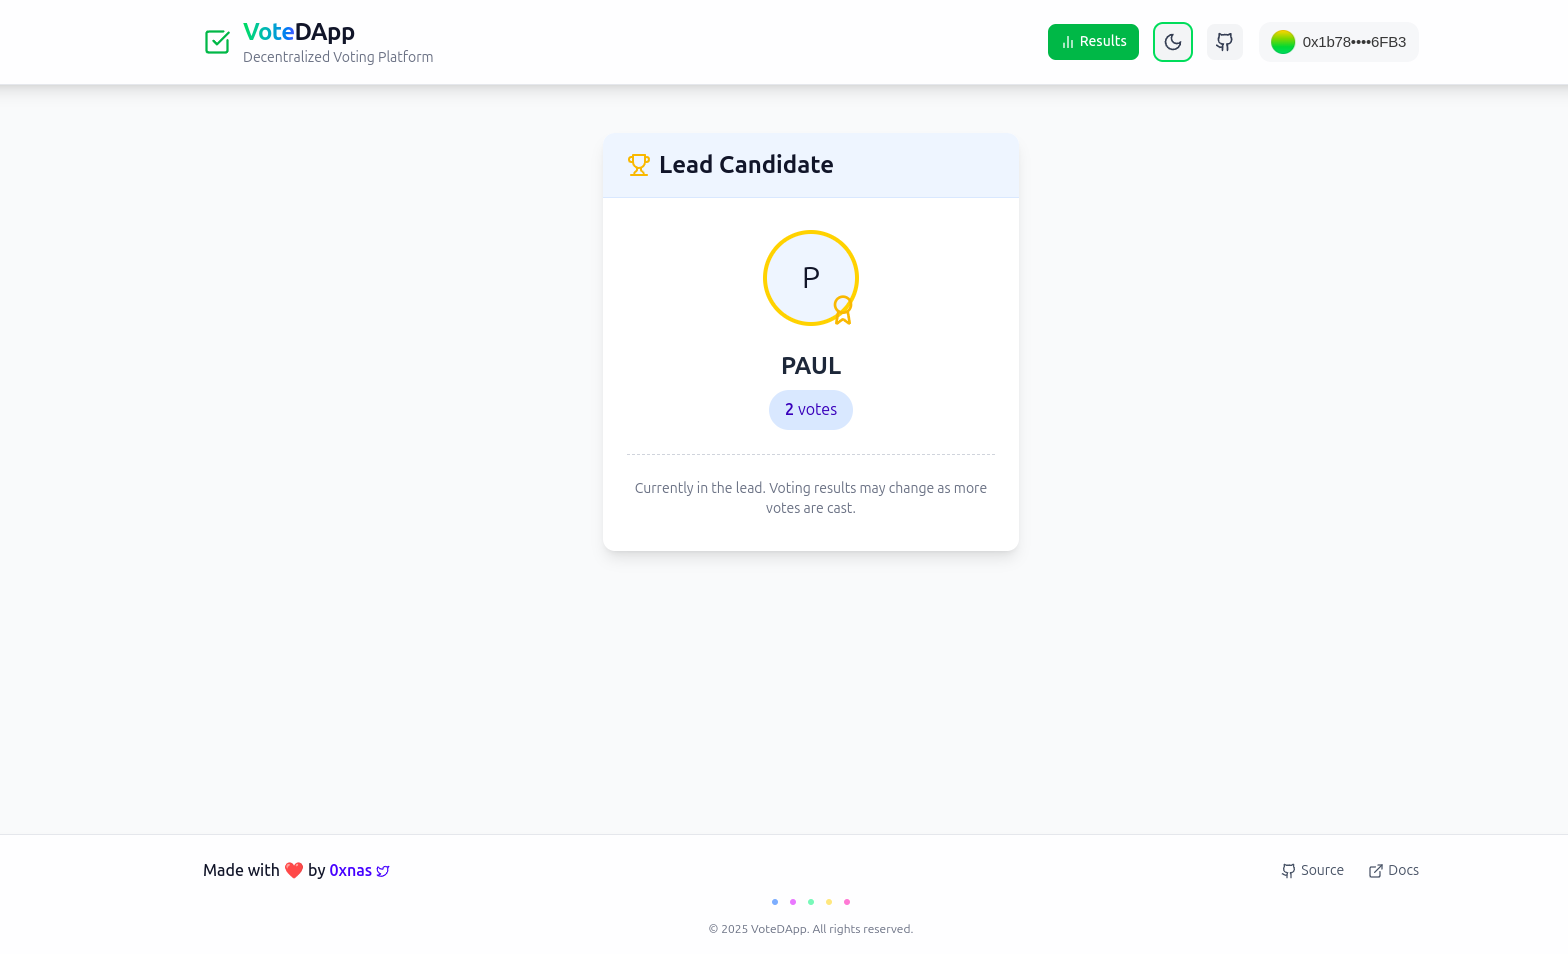 VoteDApp
Decentralized Voting Platform
Results
0x1b78••••6FB3
Lead Candidate
P
PAUL
2 votes
Currently in the lead. Voting results may change as more
votes are cast.
Made with ❤️ by 0xnas
Source
Docs
© 2025 VoteDApp. All rights reserved.